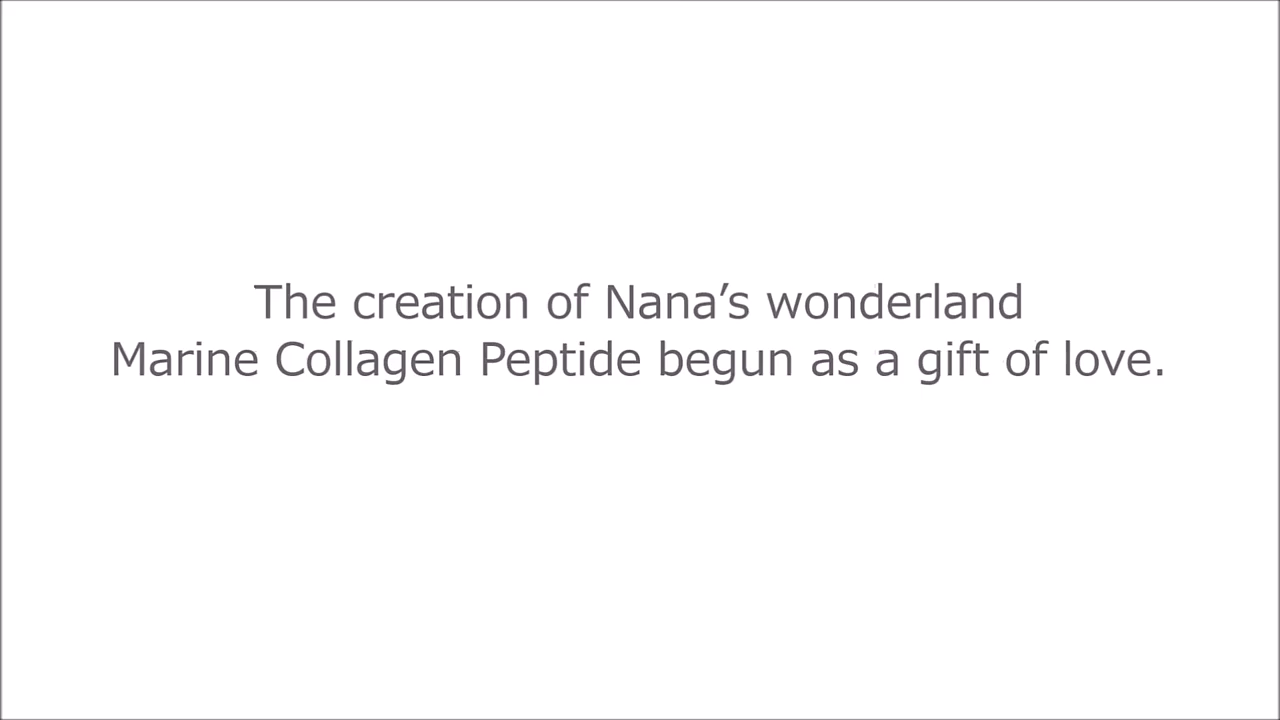 The creation of Nana’s wonderland
Marine Collagen Peptide begun as a gift of love.